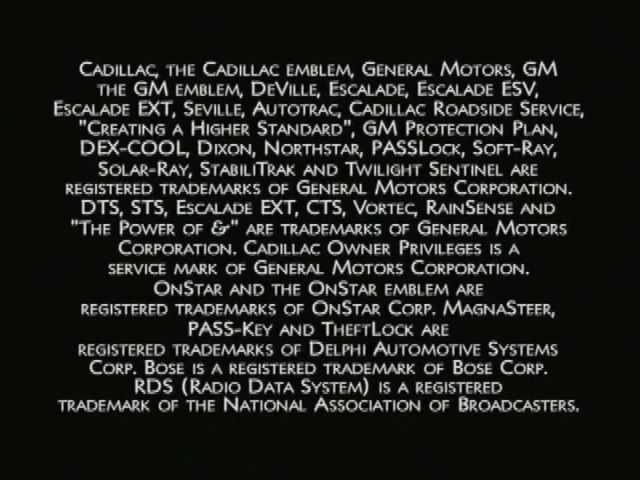 CADILLAC, THE CADILLAC EMBLEM, GENERAL MOTORS, GM
THE GM EMBLEM, DEVILLE, ESCALADE, ESCALADE ESV,
ESCALADE EXT, SEVILLE, AUTOTRAC, CADILLAC ROADSIDE SERVICE,
"CREATING A HIGHER STANDARD", GM PROTECTION PLAN,
DEX-COOL, DIXON, NORTHSTAR, PASSLOCK, SOFT-RAY,
SOLAR-RAY, STABILITRAK AND TWILIGHT SENTINEL ARE
REGISTERED TRADEMARKS OF GENERAL MOTORS CORPORATION.
DTS, STS, ESCALADE EXT, CTS, VORTEC, RAINSENSE AND
"THE POWER OF &" ARE TRADEMARKS OF GENERAL MOTORS
CORPORATION. CADILLAC OWNER PRIVILEGES IS A
SERVICE MARK OF GENERAL MOTORS CORPORATION.
ONSTAR AND THE ONSTAR EMBLEM ARE
REGISTERED TRADEMARKS OF ONSTAR CORP. MAGNASTEER,
PASS-KEY AND THEFTLOCK ARE
REGISTERED TRADEMARKS OF DELPHI AUTOMOTIVE SYSTEMS
CORP. BOSE IS A REGISTERED TRADEMARK OF BOSE CORP.
RDS (RADIO DATA SYSTEM) IS A REGISTERED
TRADEMARK OF THE NATIONAL ASSOCIATION OF BROADCASTERS.